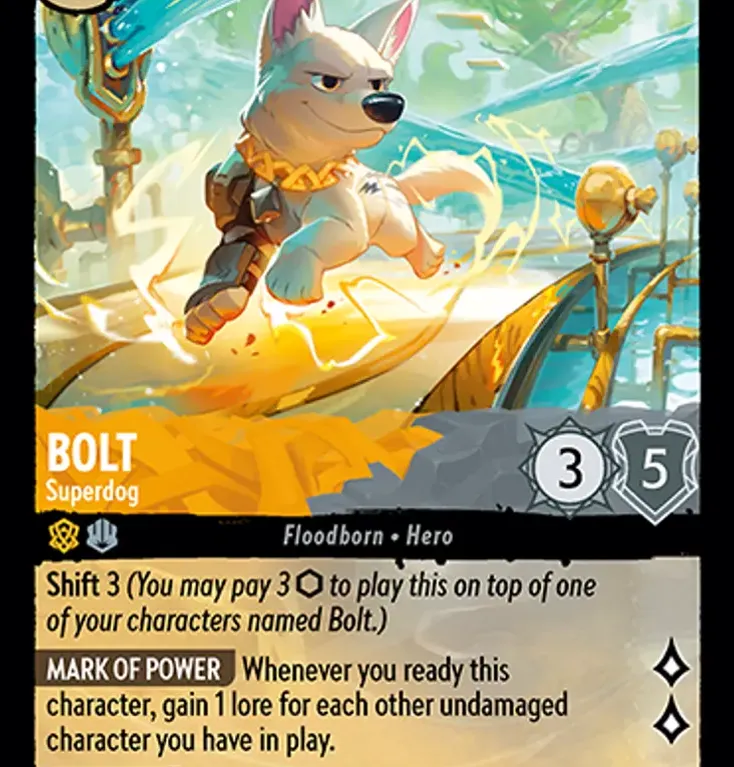 BOLT
Superdog
3
5
Floodborn • Hero
Shift 3 (You may pay 3 ⬡ to play this on top of one
of your characters named Bolt.)
MARK OF POWER Whenever you ready this
character, gain 1 lore for each other undamaged
character you have in play.